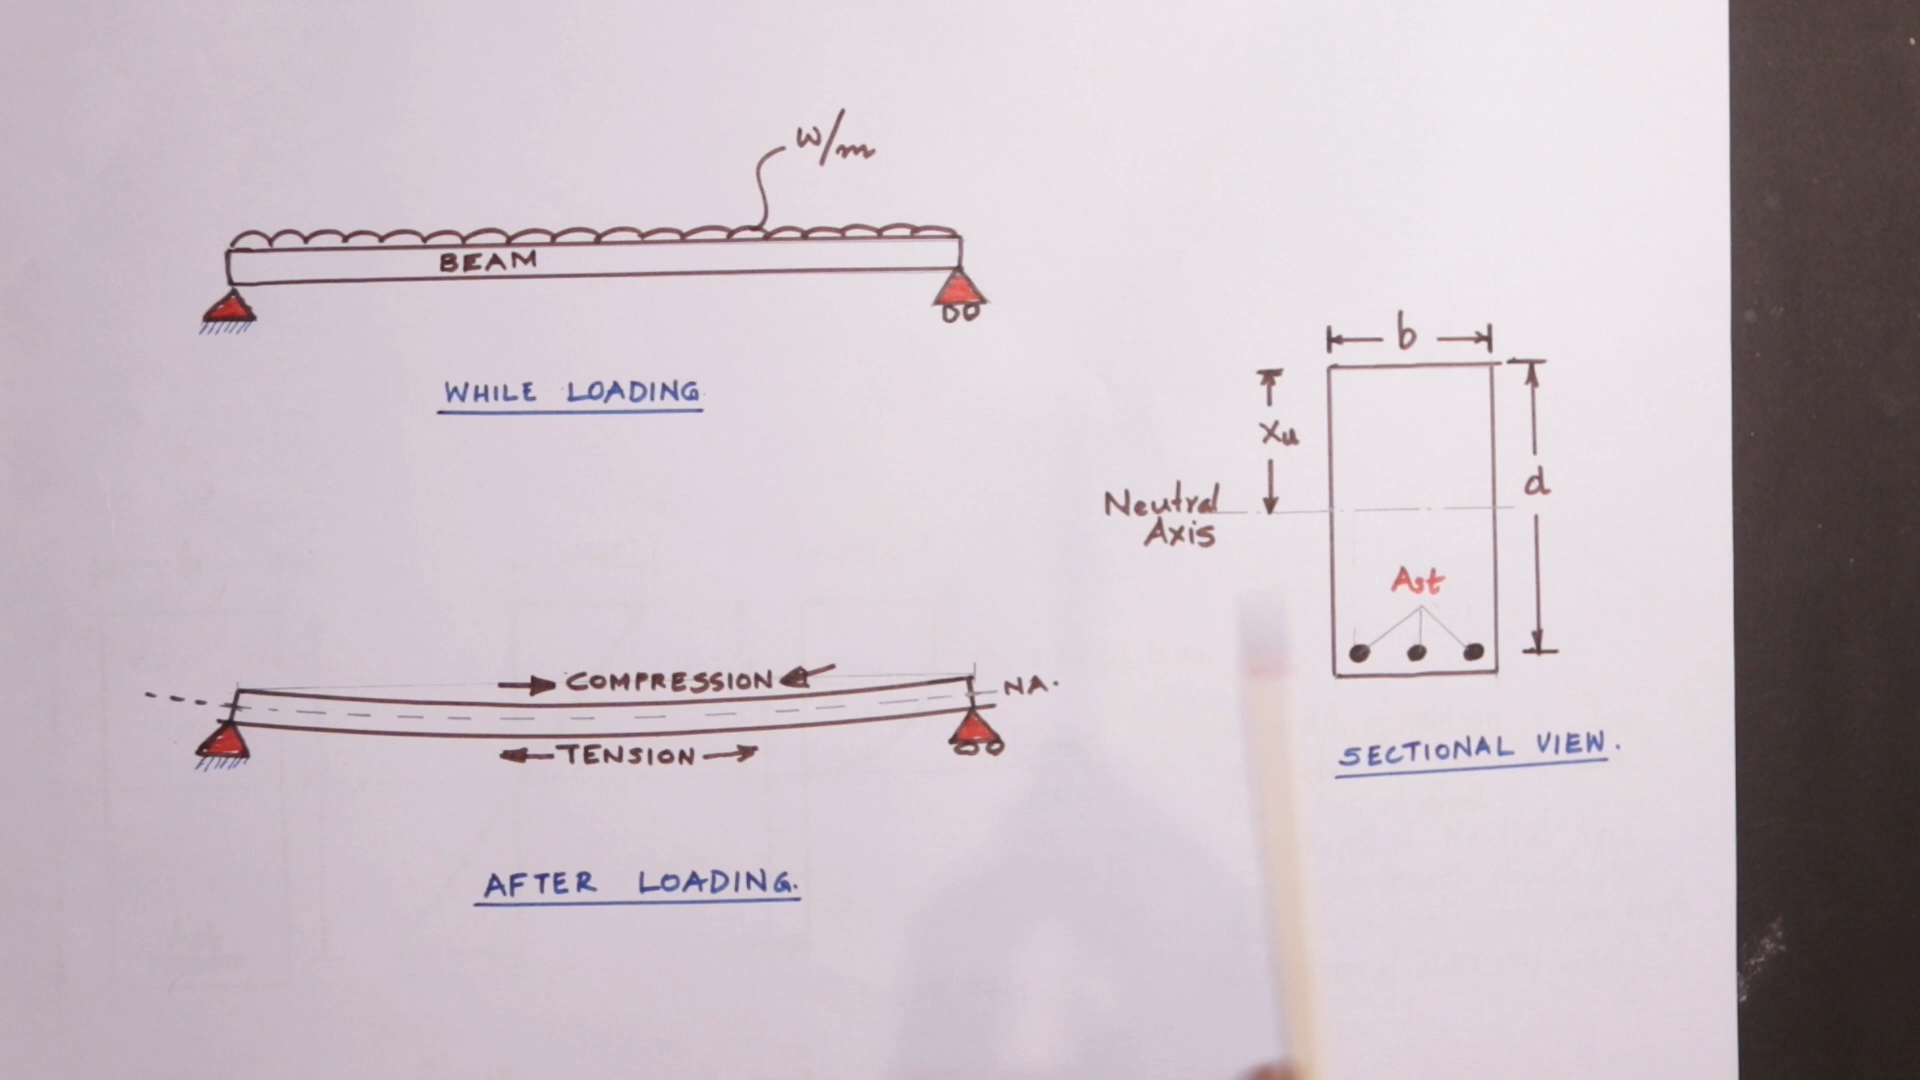 w/m
BEAM
WHILE LOADING
b
Xu
d
Neutral
Axis
Ast
COMPRESSION
NA.
TENSION
SECTIONAL VIEW.
AFTER LOADING.